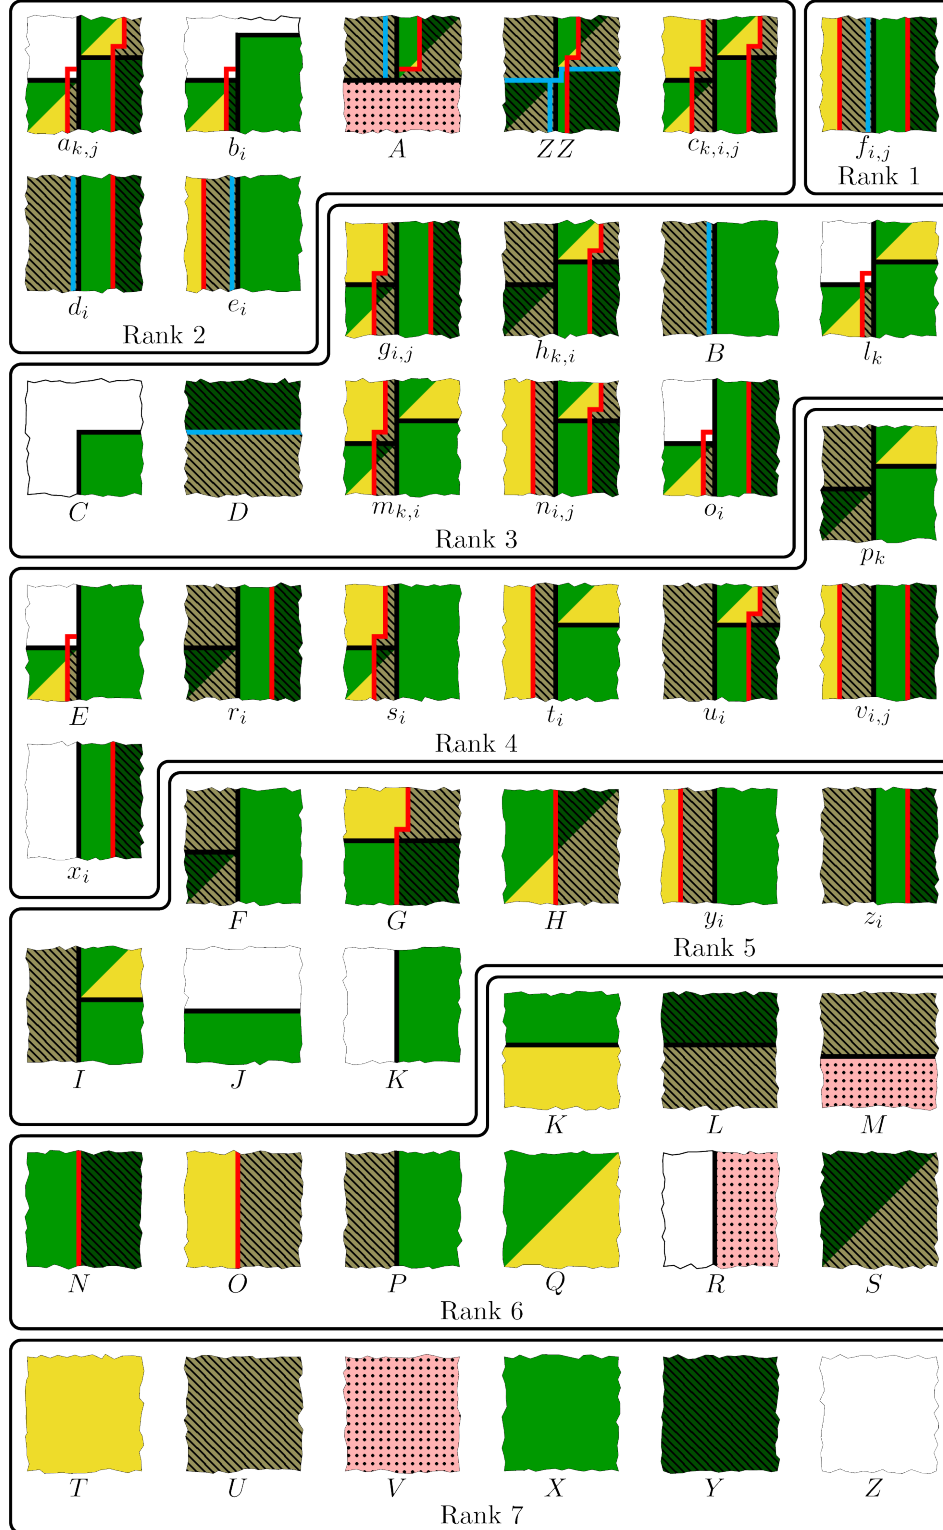 a_{k,j} b_i A ZZ c_{k,i,j} f_{i,j}
Rank 1
d_i e_i
Rank 2
g_{i,j} h_{k,i} B l_k
C D m_{k,i} n_{i,j} o_i
Rank 3
p_k
E r_i s_i t_i u_i v_{i,j}
Rank 4
x_i
F G H y_i z_i
Rank 5
I J K
K L M
N O P Q R S
Rank 6
T U V X Y Z
Rank 7